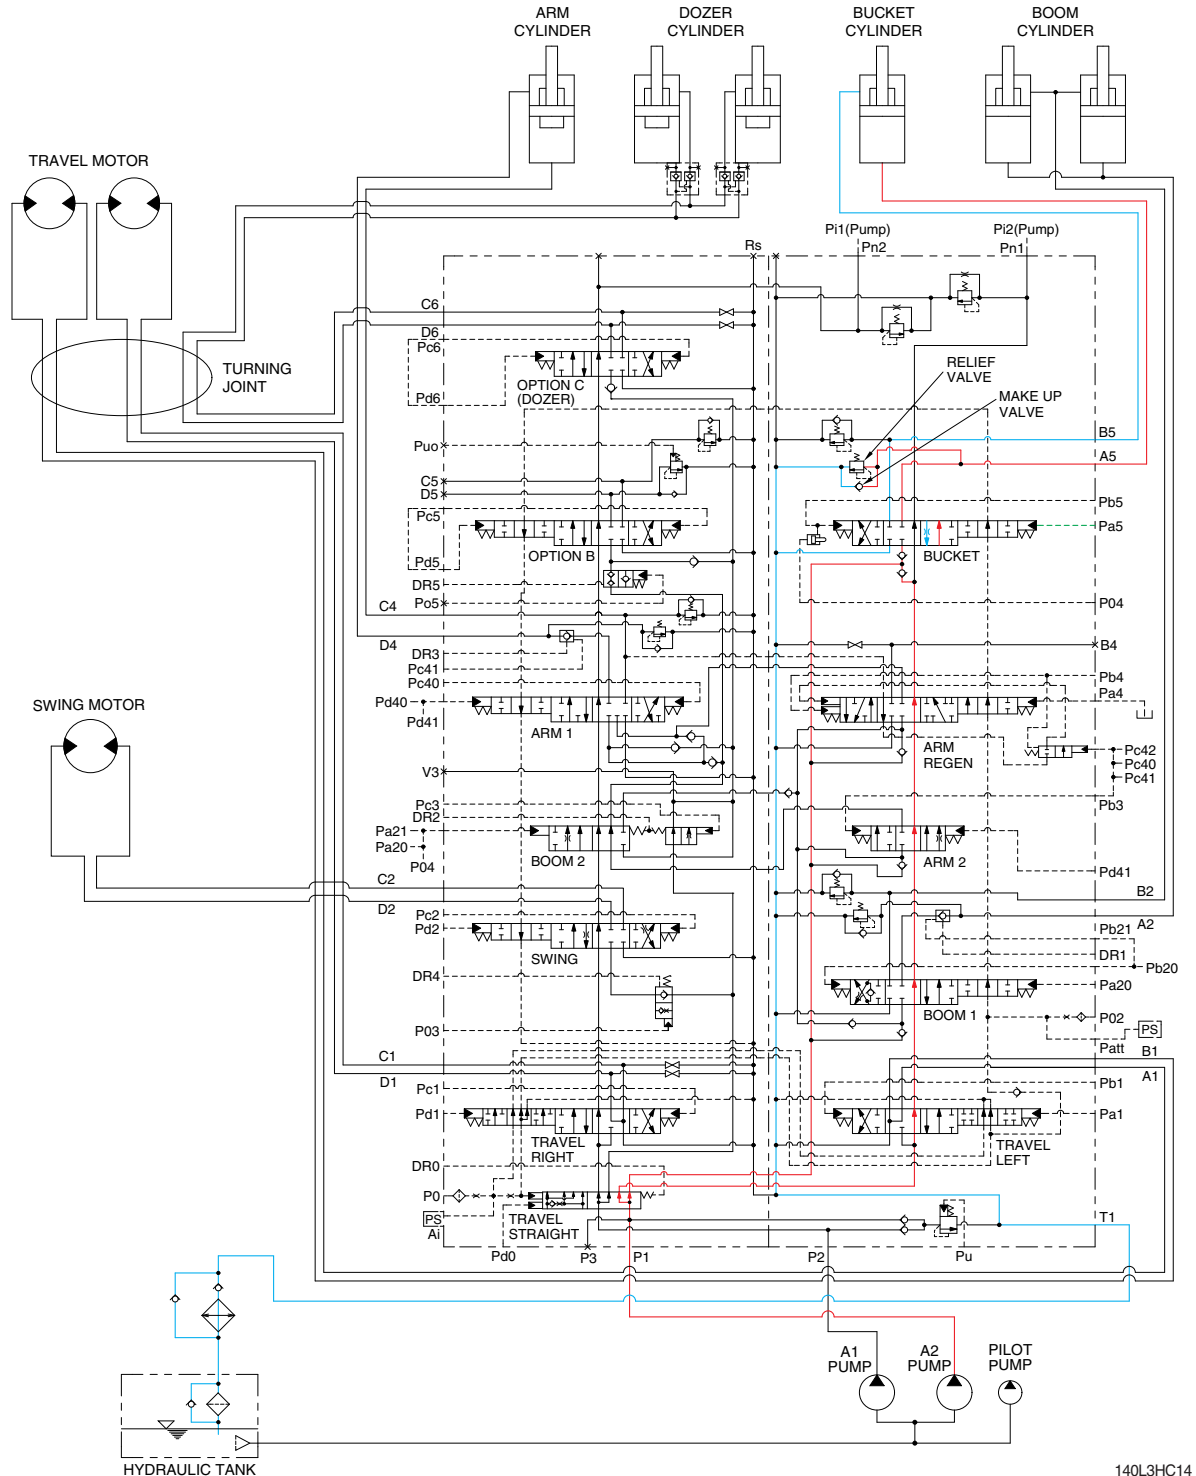 ARM
CYLINDER
DOZER
CYLINDER
BUCKET
CYLINDER
BOOM
CYLINDER
TRAVEL MOTOR
Pi1(Pump)
Pn2
Pi2(Pump)
Pn1
Rs
C6
D6
Pc6
TURNING
JOINT
OPTION C
(DOZER)
Pd6
RELIEF
VALVE
MAKE UP
VALVE
Puo
B5
A5
C5
D5
Pc5
Pb5
Pa5
OPTION B
BUCKET
Pd5
DR5
Po5
P04
C4
D4
B4
DR3
Pc41
Pc40
Pb4
Pa4
Pd40
Pd41
ARM 1
ARM
REGEN
SWING MOTOR
Pc42
Pc40
Pc41
V3
Pc3
DR2
Pb3
Pa21
Pa20
P04
BOOM 2
ARM 2
Pd41
C2
B2
D2
A2
Pc2
Pd2
Pb21
DR1
SWING
Pb20
DR4
Pa20
BOOM 1
P03
P02
PS
Patt
C1
B1
D1
A1
Pc1
Pb1
Pd1
Pa1
TRAVEL
RIGHT
TRAVEL
LEFT
DR0
P0
PS
Ai
TRAVEL
STRAIGHT
T1
Pd0
P3
P1
P2
Pu
A1
PUMP
A2
PUMP
PILOT
PUMP
HYDRAULIC TANK
140L3HC14